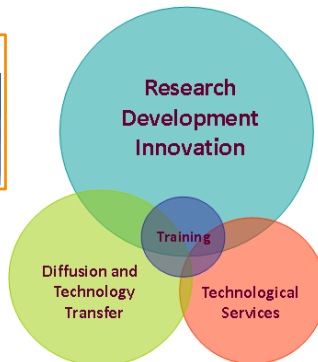 Research
Development
Innovation
Training
Diffusion and
Technology
Transfer
Technological
Services